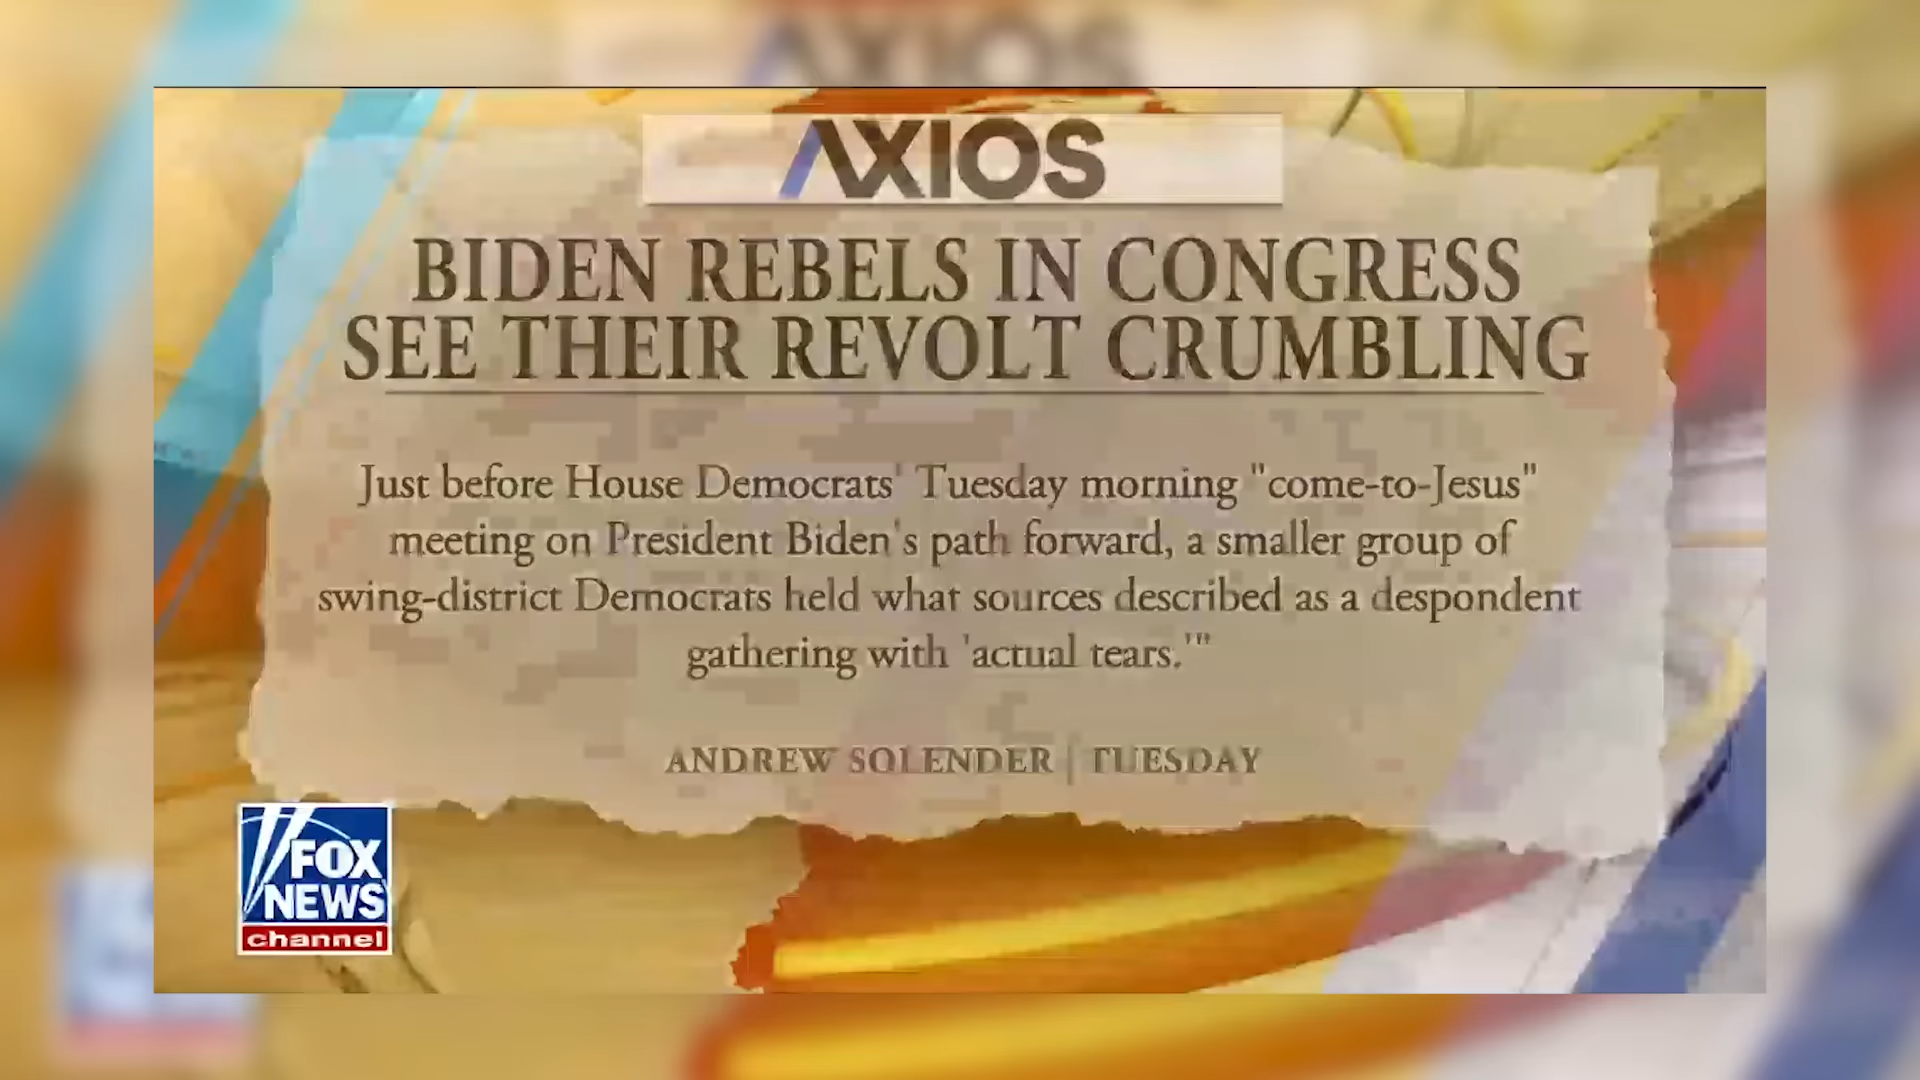 AXIOS
BIDEN REBELS IN CONGRESS
SEE THEIR REVOLT CRUMBLING
Just before House Democrats' Tuesday morning "come-to-Jesus"
meeting on President Biden's path forward, a smaller group of
swing-district Democrats held what sources described as a despondent
gathering with 'actual tears.'"
ANDREW SOLENDER | TUESDAY
FOX
NEWS
channel